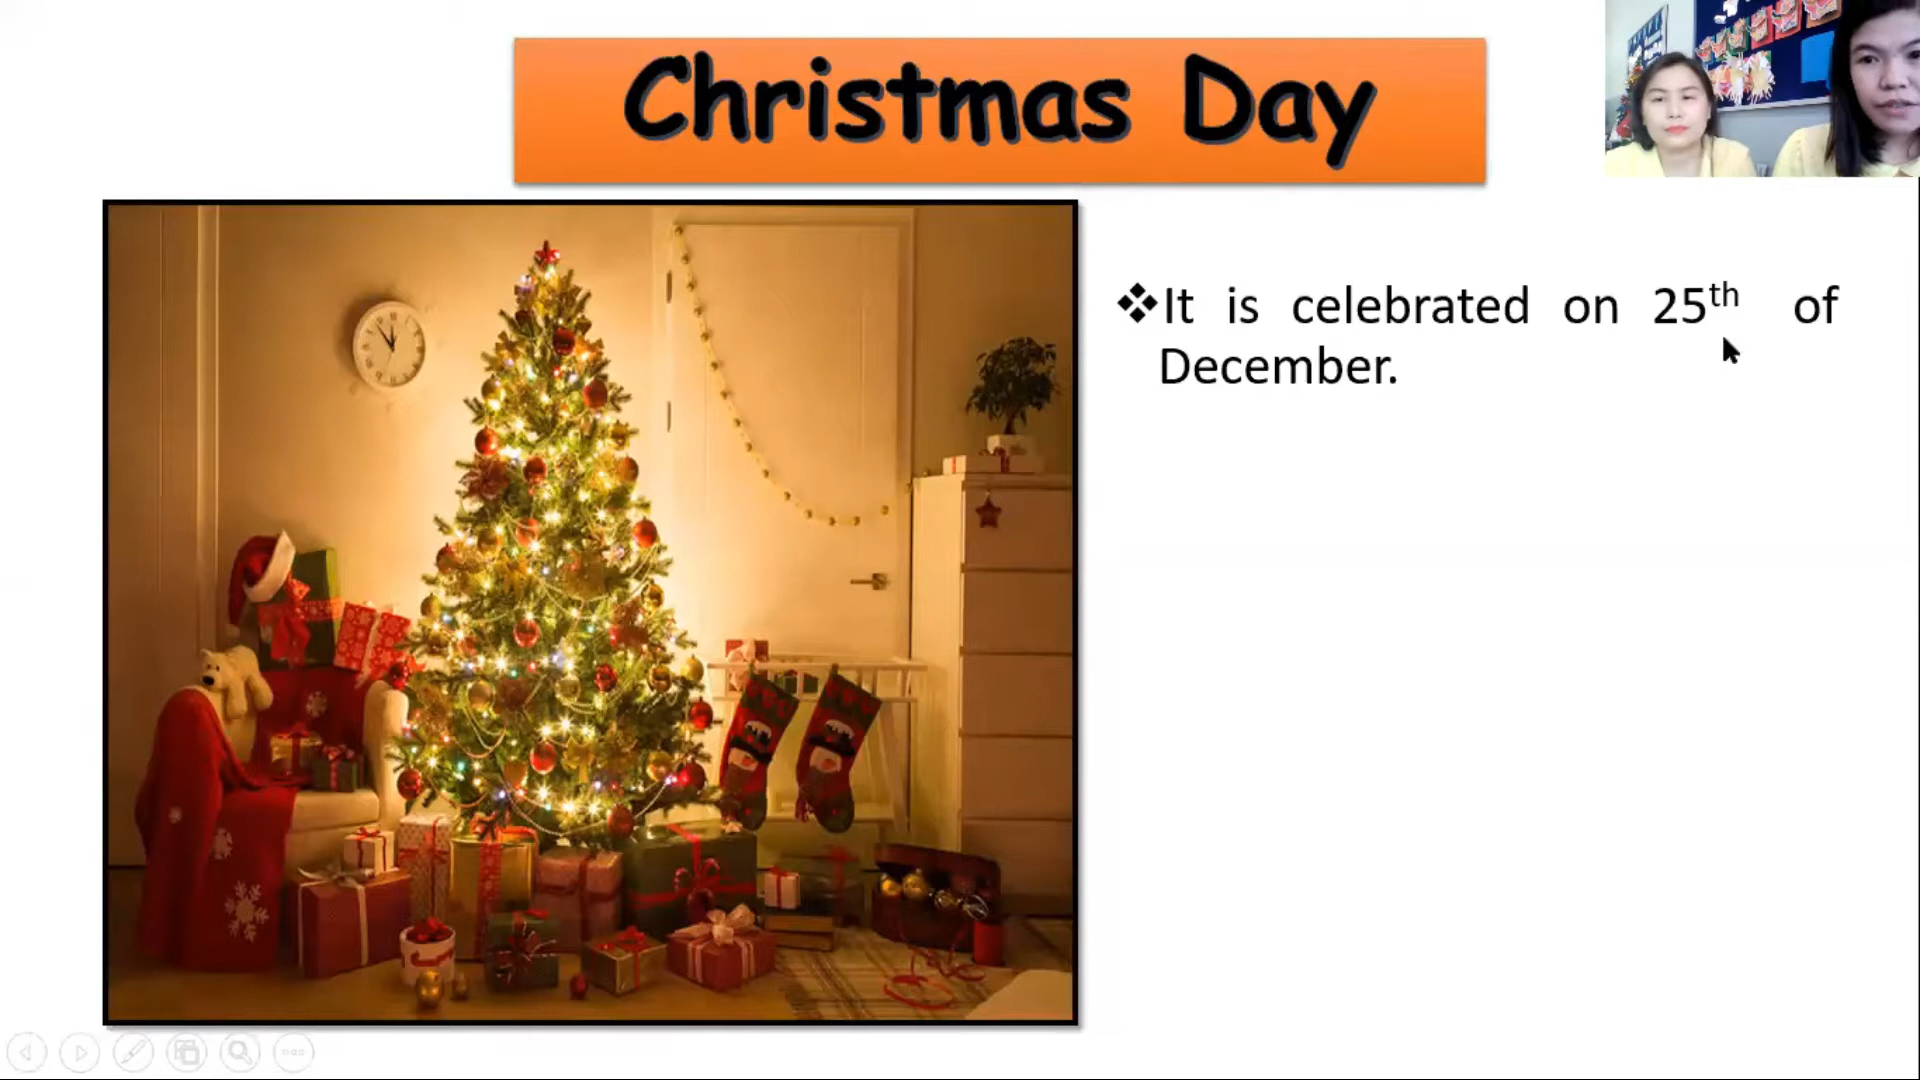 Christmas Day
❖It is celebrated on 25th of
December.